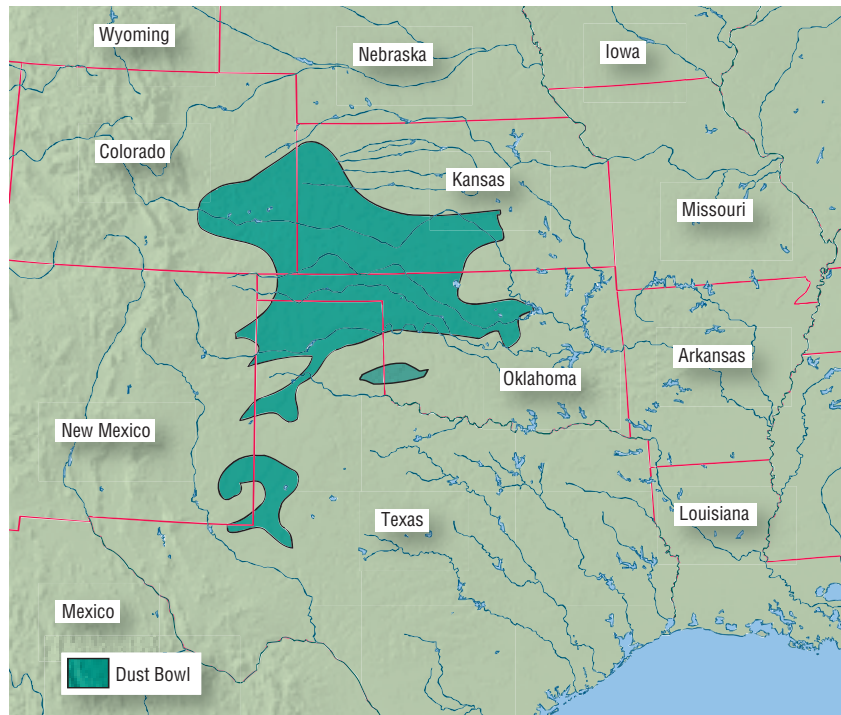 Wyoming
Nebraska
Iowa
Colorado
Kansas
Missouri
Arkansas
Oklahoma
New Mexico
Texas
Louisiana
Mexico
Dust Bowl